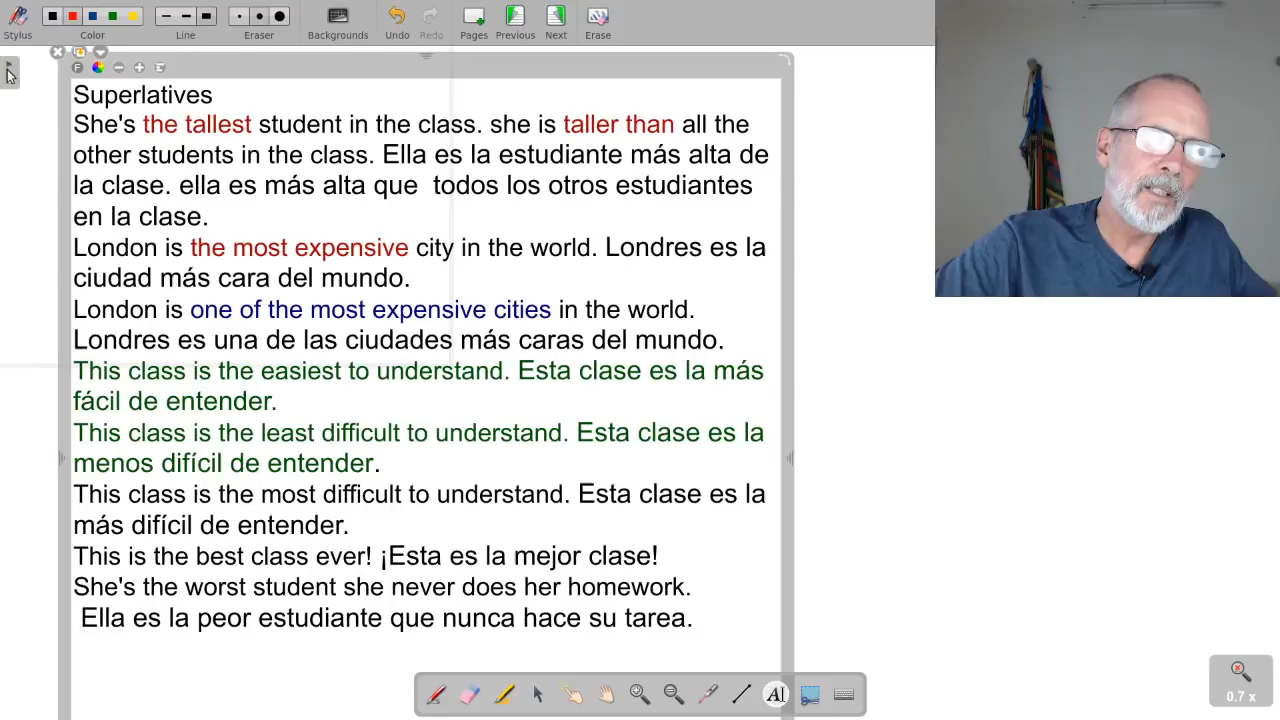 Stylus Color Line Eraser Backgrounds Undo Redo Pages Previous Next Erase
Superlatives
She's the tallest student in the class. she is taller than all the
other students in the class. Ella es la estudiante más alta de
la clase. ella es más alta que todos los otros estudiantes
en la clase.
London is the most expensive city in the world. Londres es la
ciudad más cara del mundo.
London is one of the most expensive cities in the world.
Londres es una de las ciudades más caras del mundo.
This class is the easiest to understand. Esta clase es la más
fácil de entender.
This class is the least difficult to understand. Esta clase es la
menos difícil de entender.
This class is the most difficult to understand. Esta clase es la
más difícil de entender.
This is the best class ever! ¡Esta es la mejor clase!
She's the worst student she never does her homework.
Ella es la peor estudiante que nunca hace su tarea.
0.7 x